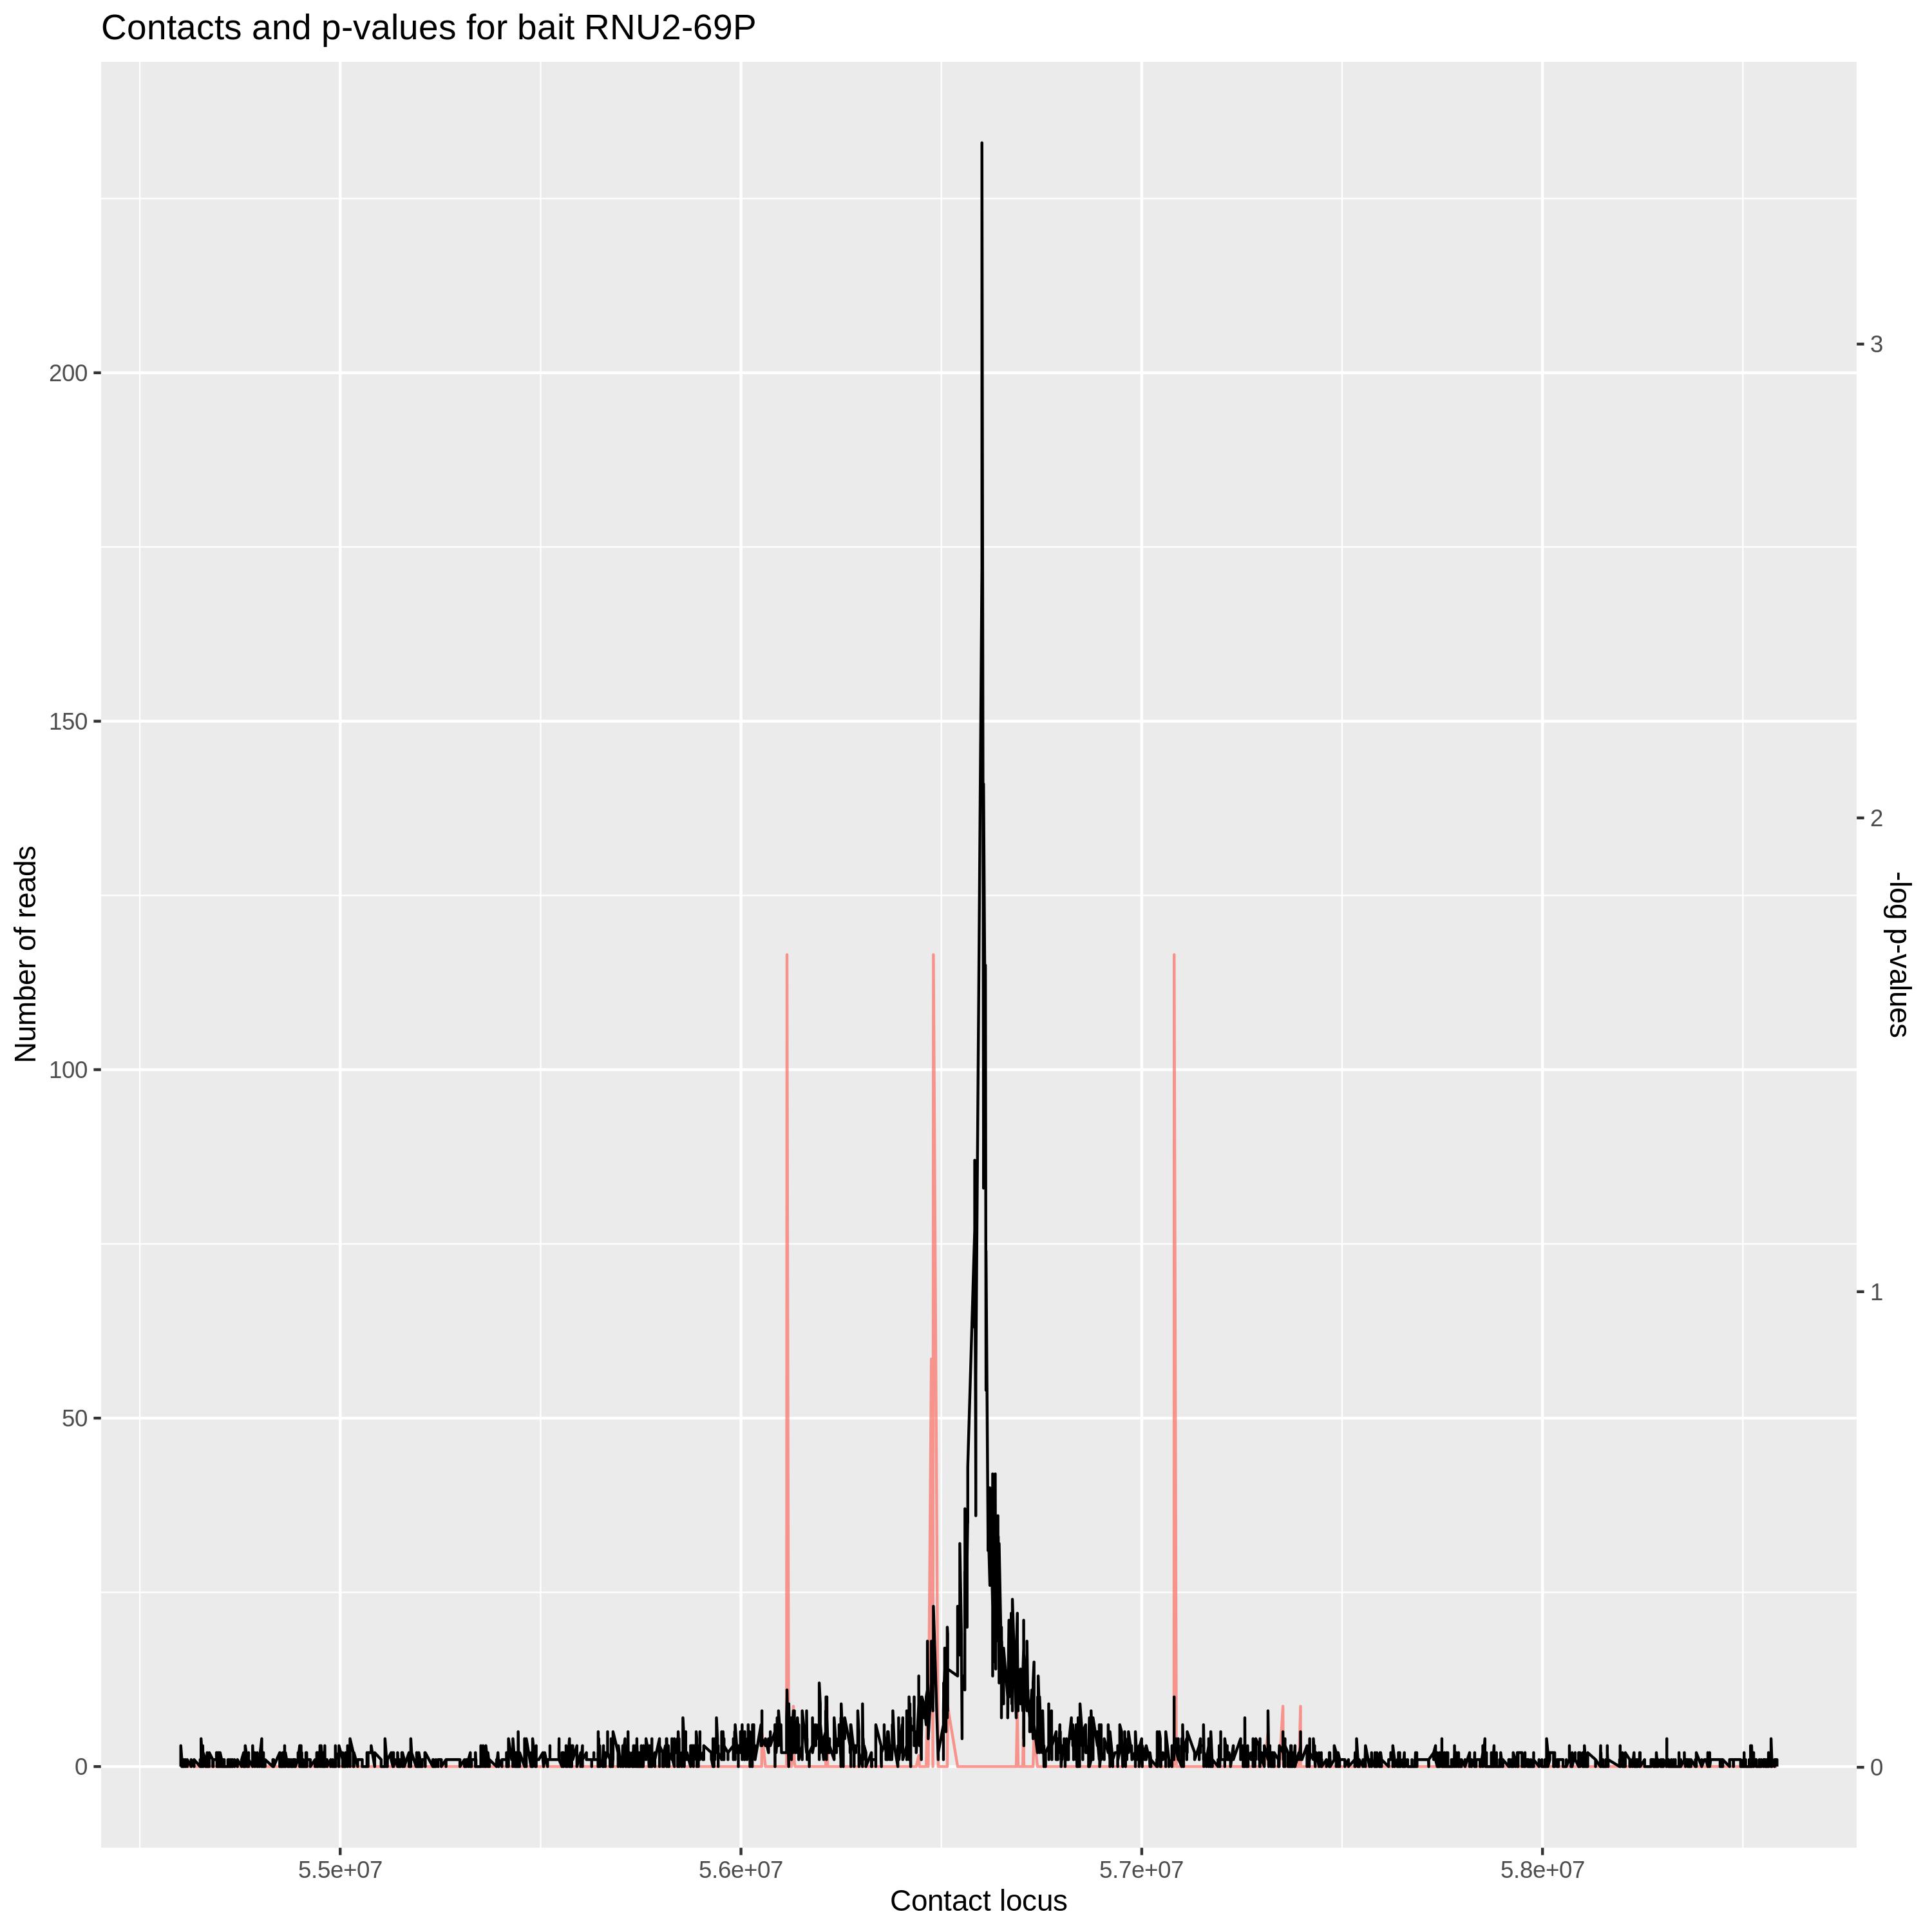 Contacts and p-values for bait RNU2-69P
200
150
100
50
0
3
2
1
0
Number of reads
-log p-values
5.5e+07
5.6e+07
5.7e+07
5.8e+07
Contact locus